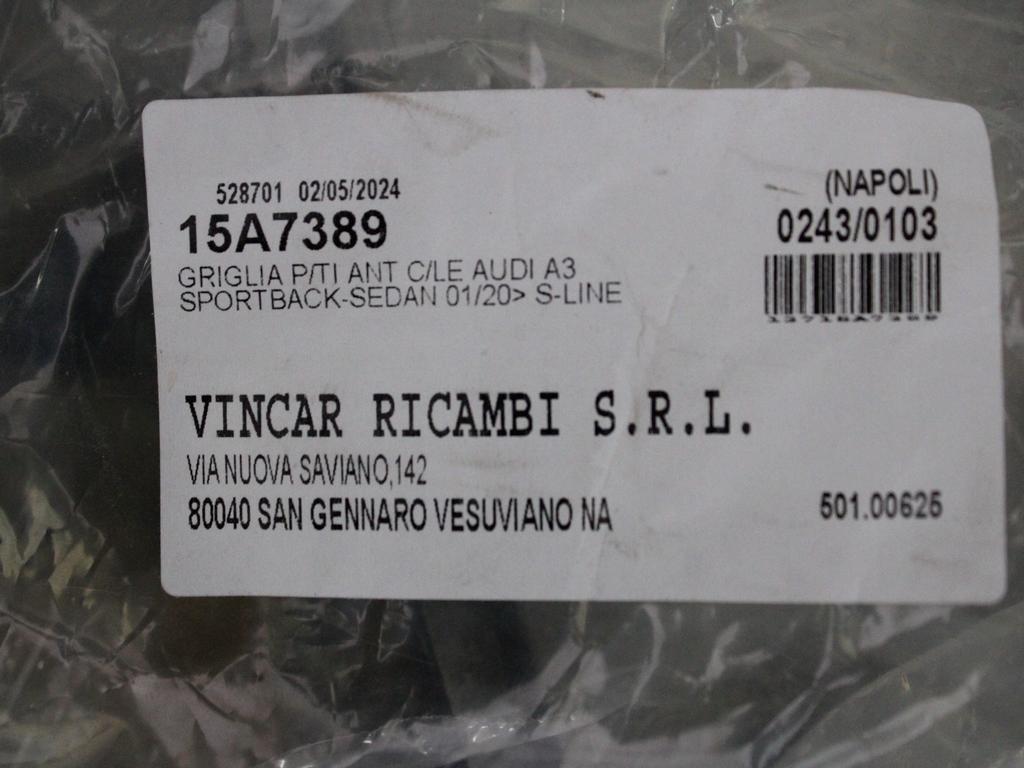 528701 02/05/2024
(NAPOLI)
15A7389
0243/0103
GRIGLIA P/TI ANT C/LE AUDI A3
SPORTBACK-SEDAN 01/20> S-LINE
VINCAR RICAMBI S.R.L.
VIA NUOVA SAVIANO,142
80040 SAN GENNARO VESUVIANO NA
501.00625